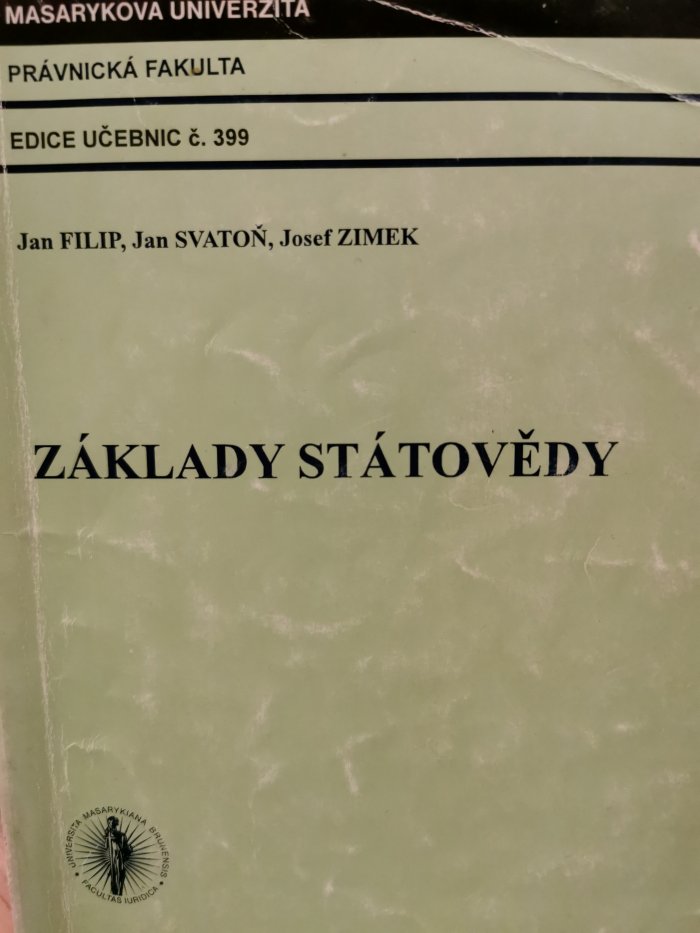 MASARYKOVA UNIVERZITA
PRÁVNICKÁ FAKULTA
EDICE UČEBNIC č. 399
Jan FILIP, Jan SVATOŇ, Josef ZIMEK
ZÁKLADY STÁTOVĚDY
UNIVERSITA MASARYKIANA BRUNENSIS
FACULTAS IURIDICA